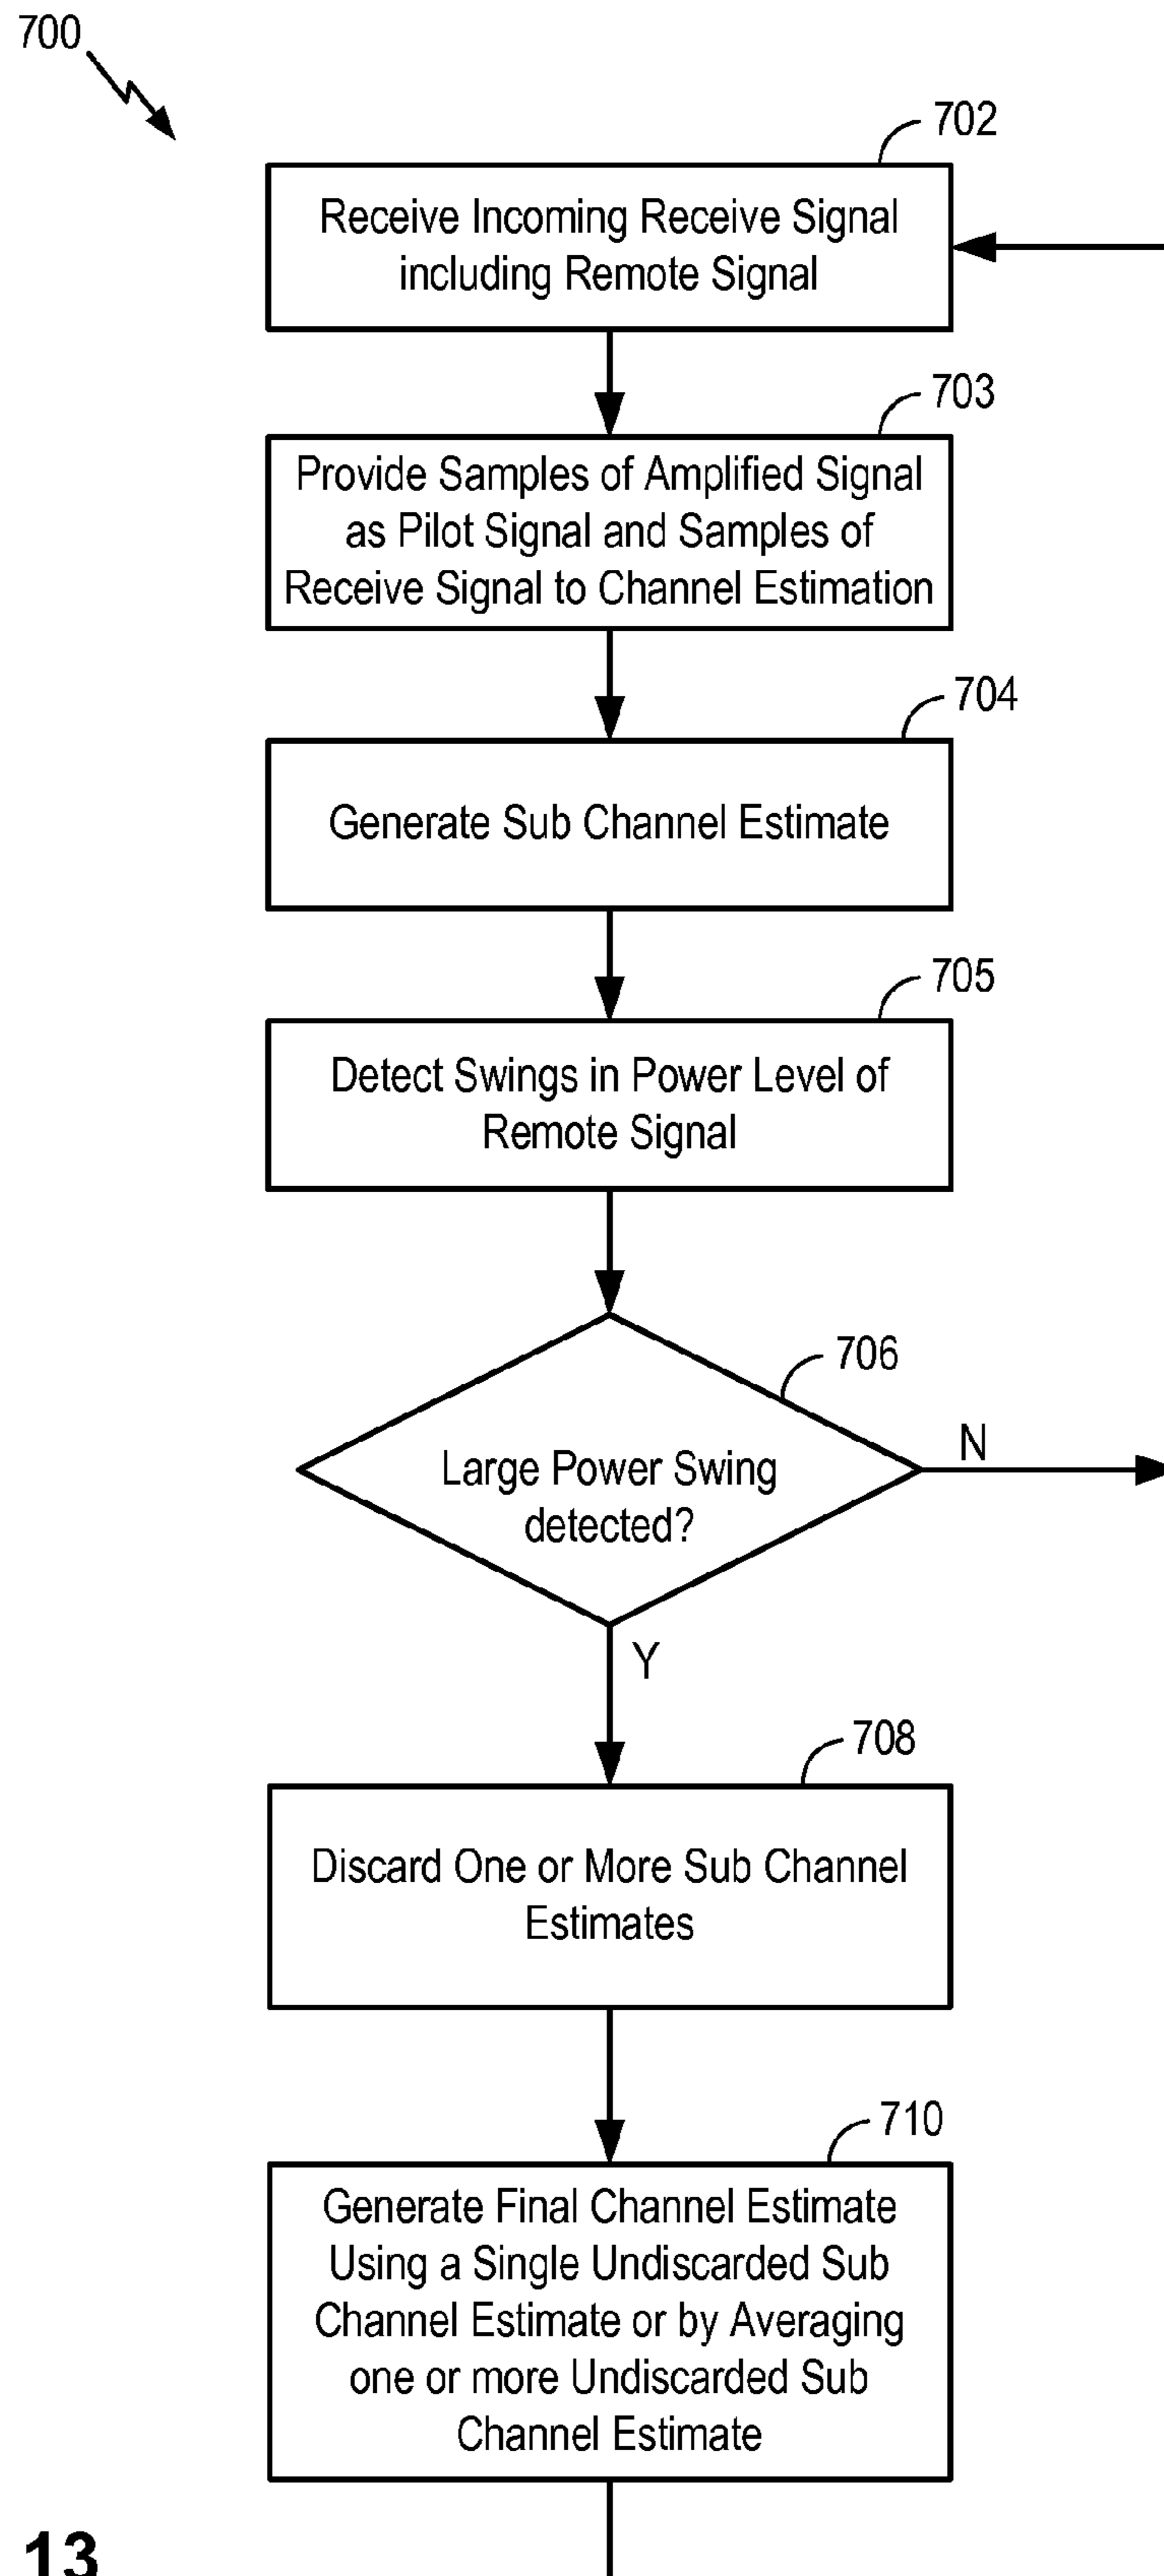 700
702
Receive Incoming Receive Signal
including Remote Signal
703
Provide Samples of Amplified Signal
as Pilot Signal and Samples of
Receive Signal to Channel Estimation
704
Generate Sub Channel Estimate
705
Detect Swings in Power Level of
Remote Signal
706
Large Power Swing
detected?
N
Y
708
Discard One or More Sub Channel
Estimates
710
Generate Final Channel Estimate
Using a Single Undiscarded Sub
Channel Estimate or by Averaging
one or more Undiscarded Sub
Channel Estimate
13